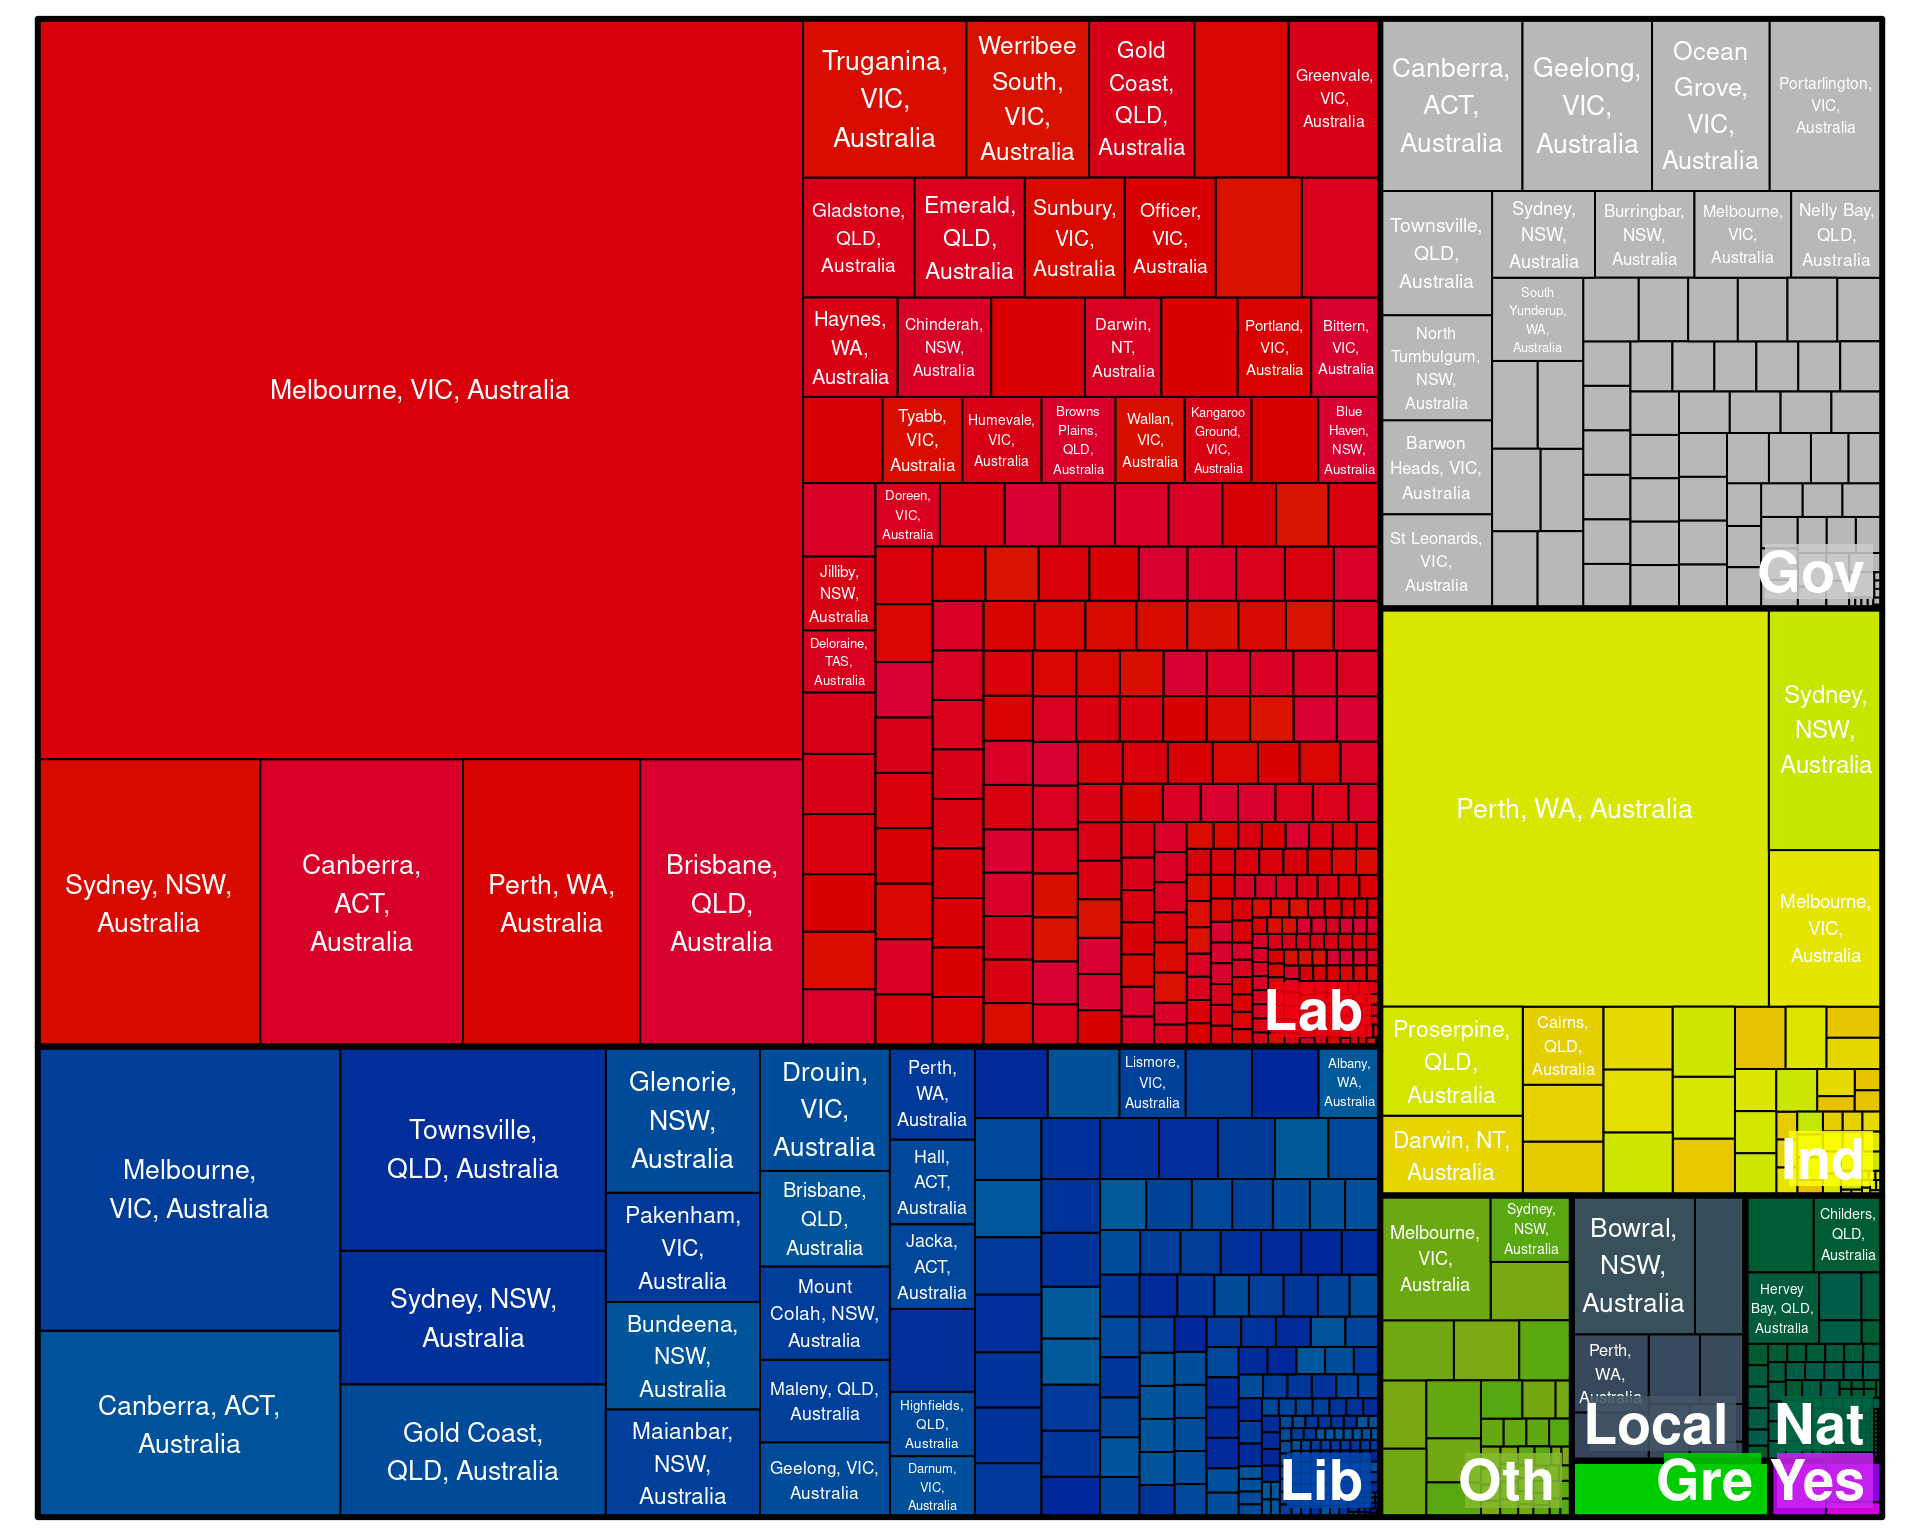 Melbourne, VIC, Australia
Sydney, NSW,
Australia
Canberra,
ACT,
Australia
Perth, WA,
Australia
Brisbane,
QLD,
Australia
Truganina,
VIC,
Australia
Werribee
South,
VIC,
Australia
Gold
Coast,
QLD,
Australia
Greenvale,
VIC,
Australia
Gladstone,
QLD,
Australia
Emerald,
QLD,
Australia
Sunbury,
VIC,
Australia
Officer,
VIC,
Australia
Haynes,
WA,
Australia
Chinderah,
NSW,
Australia
Darwin,
NT,
Australia
Portland,
VIC,
Australia
Bittern,
VIC,
Australia
Tyabb,
VIC,
Australia
Humevale,
VIC,
Australia
Browns
Plains,
QLD,
Australia
Wallan,
VIC,
Australia
Kangaroo
Ground,
VIC,
Australia
Blue
Haven,
NSW,
Australia
Doreen,
VIC,
Australia
Jilliby,
NSW,
Australia
Deloraine,
TAS,
Australia
Lab
Melbourne,
VIC, Australia
Canberra, ACT,
Australia
Townsville,
QLD, Australia
Sydney, NSW,
Australia
Gold Coast,
QLD, Australia
Glenorie,
NSW,
Australia
Pakenham,
VIC,
Australia
Bundeena,
NSW,
Australia
Maianbar,
NSW,
Australia
Drouin,
VIC,
Australia
Brisbane,
QLD,
Australia
Mount
Colah, NSW,
Australia
Maleny, QLD,
Australia
Geelong, VIC,
Australia
Perth,
WA,
Australia
Hall,
ACT,
Australia
Jacka,
ACT,
Australia
Highfields,
QLD,
Australia
Darnum,
VIC,
Australia
Lismore,
VIC,
Australia
Albany,
WA,
Australia
Lib
Canberra,
ACT,
Australia
Geelong,
VIC,
Australia
Ocean
Grove,
VIC,
Australia
Portarlington,
VIC,
Australia
Townsville,
QLD,
Australia
North
Tumbulgum,
NSW,
Australia
Barwon
Heads, VIC,
Australia
St Leonards,
VIC,
Australia
Sydney,
NSW,
Australia
Burringbar,
NSW,
Australia
Melbourne,
VIC,
Australia
Nelly Bay,
QLD,
Australia
South
Yunderup,
WA,
Australia
Gov
Perth, WA, Australia
Sydney,
NSW,
Australia
Melbourne,
VIC,
Australia
Proserpine,
QLD,
Australia
Darwin, NT,
Australia
Cairns,
QLD,
Australia
Ind
Melbourne,
VIC,
Australia
Sydney,
NSW,
Australia
Oth
Bowral,
NSW,
Australia
Perth,
WA,
Australia
Local
Childers,
QLD,
Australia
Hervey
Bay, QLD,
Australia
Nat
Gre
Yes